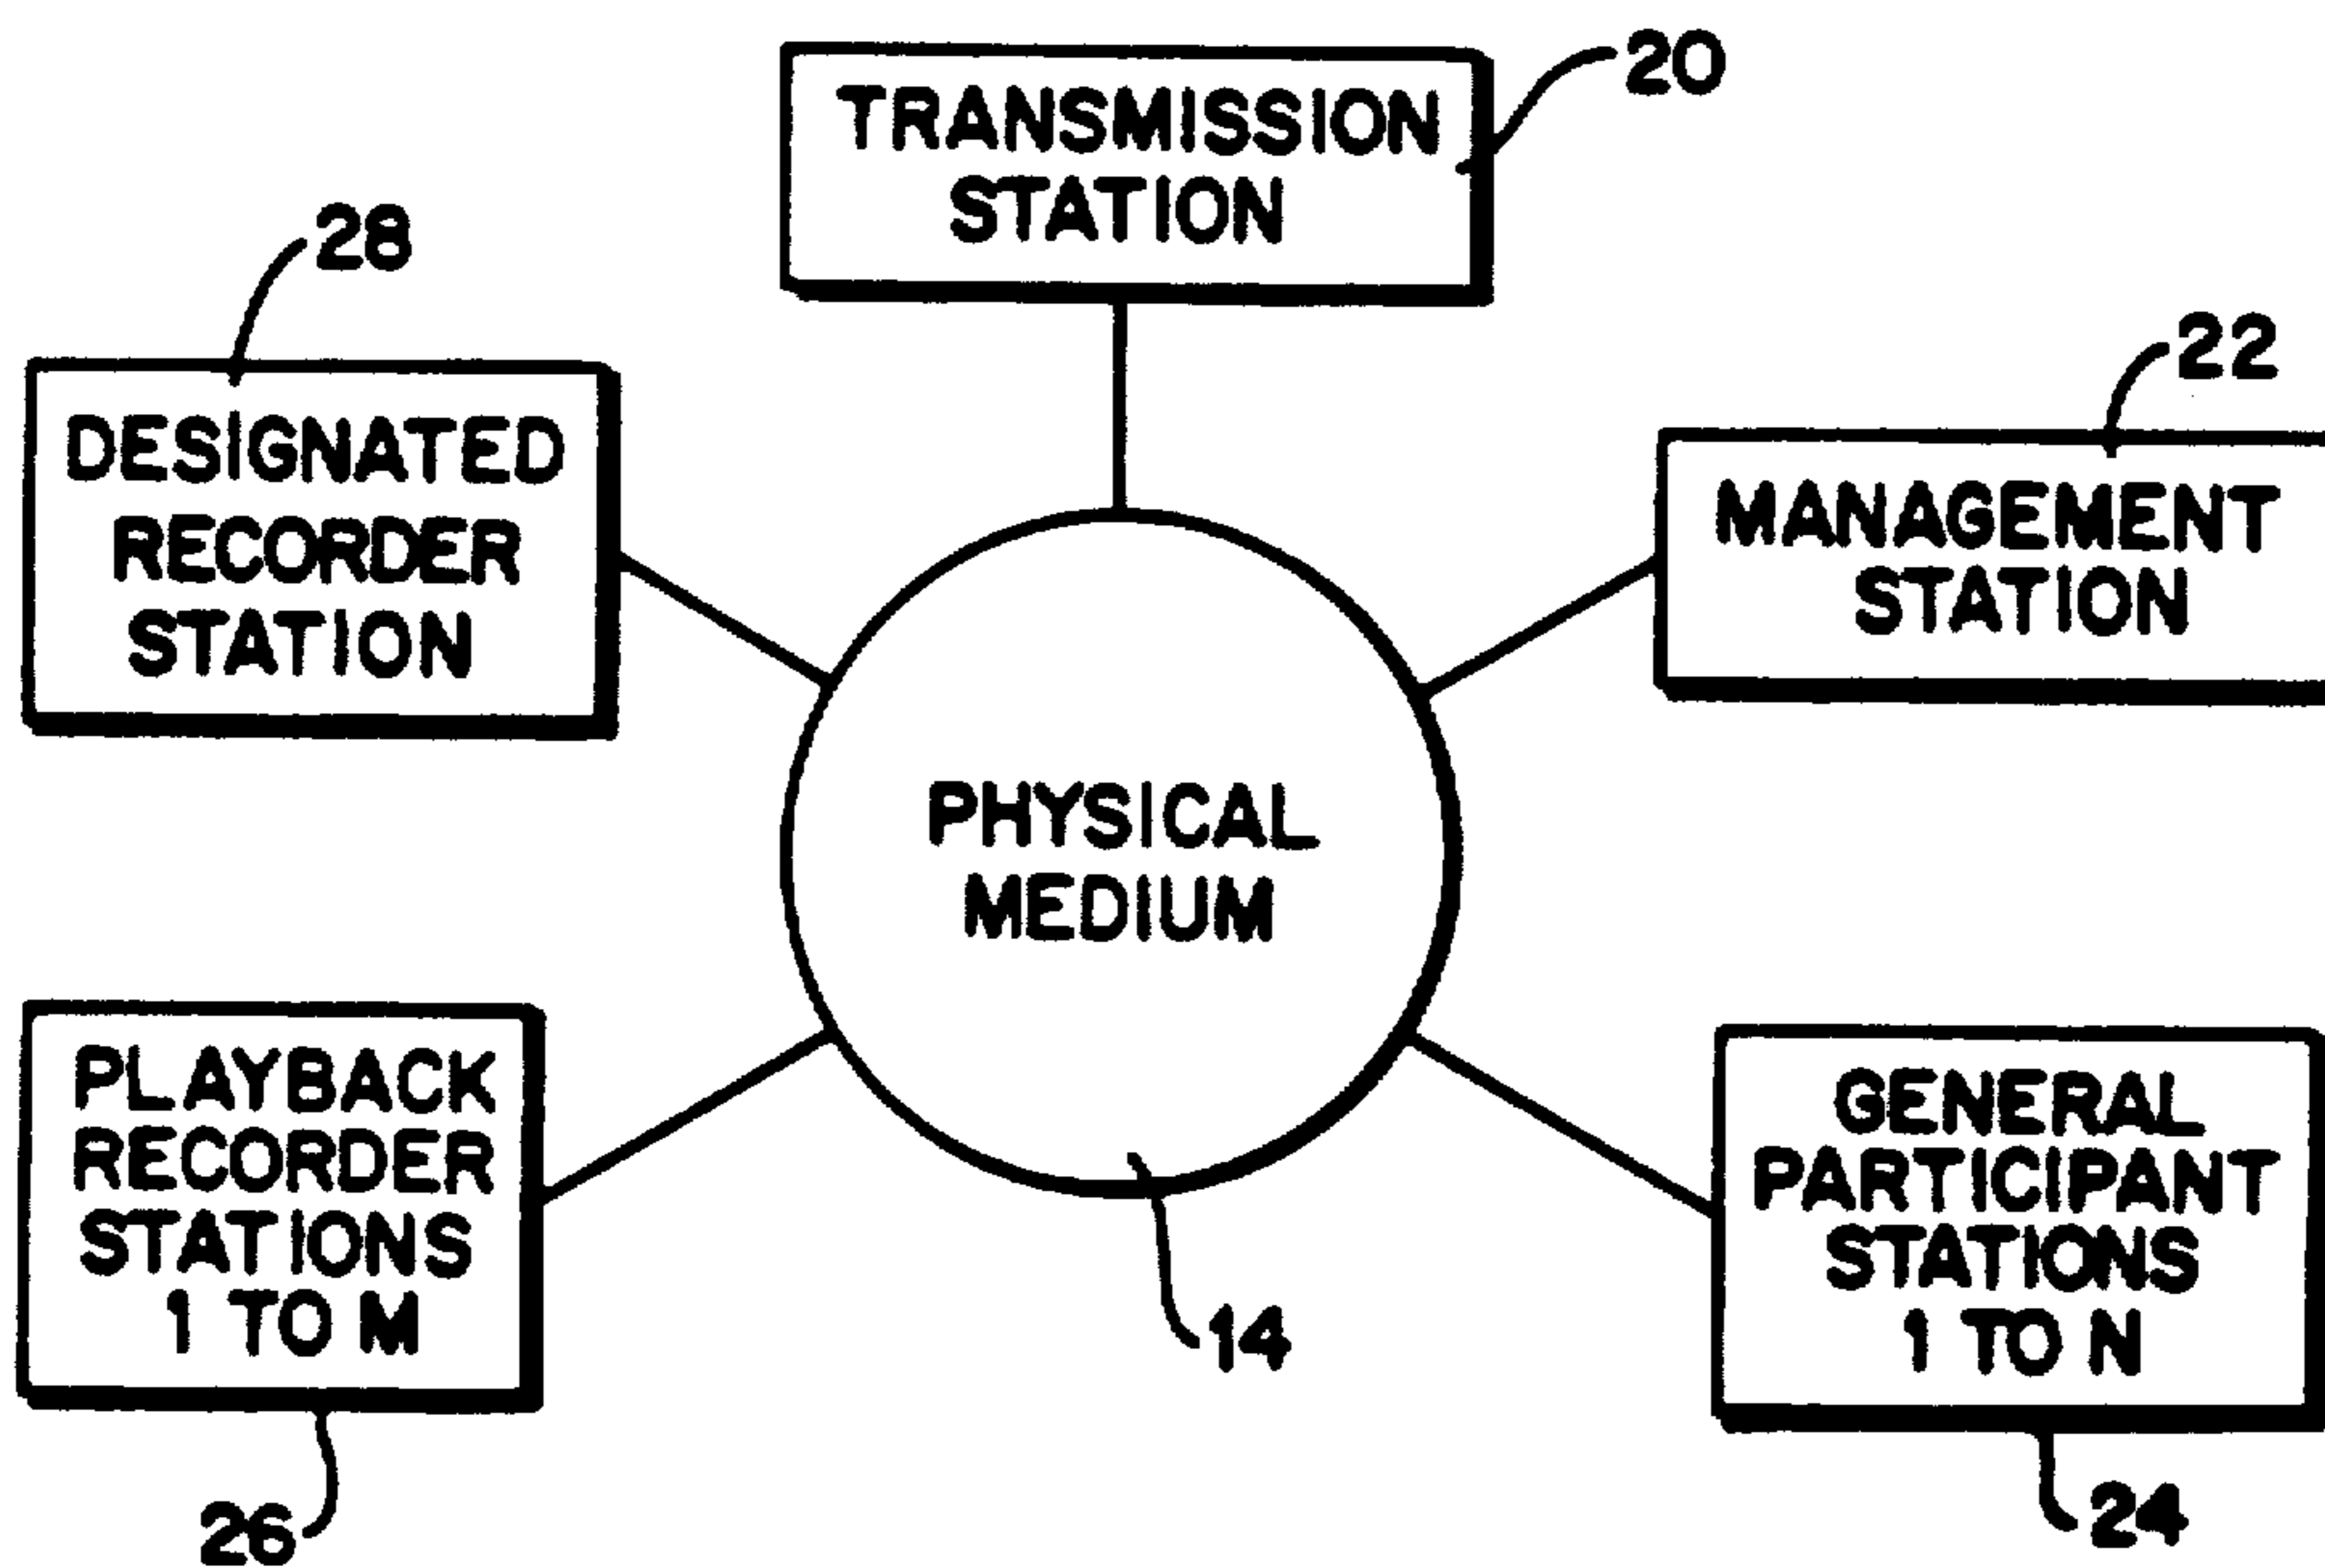 TRANSMISSION
STATION
20
28
DESIGNATED
RECORDER
STATION
22
MANAGEMENT
STATION
PHYSICAL
MEDIUM
14
PLAYBACK
RECORDER
STATIONS
1 TO M
26
GENERAL
PARTICIPANT
STATIONS
1 TO N
24